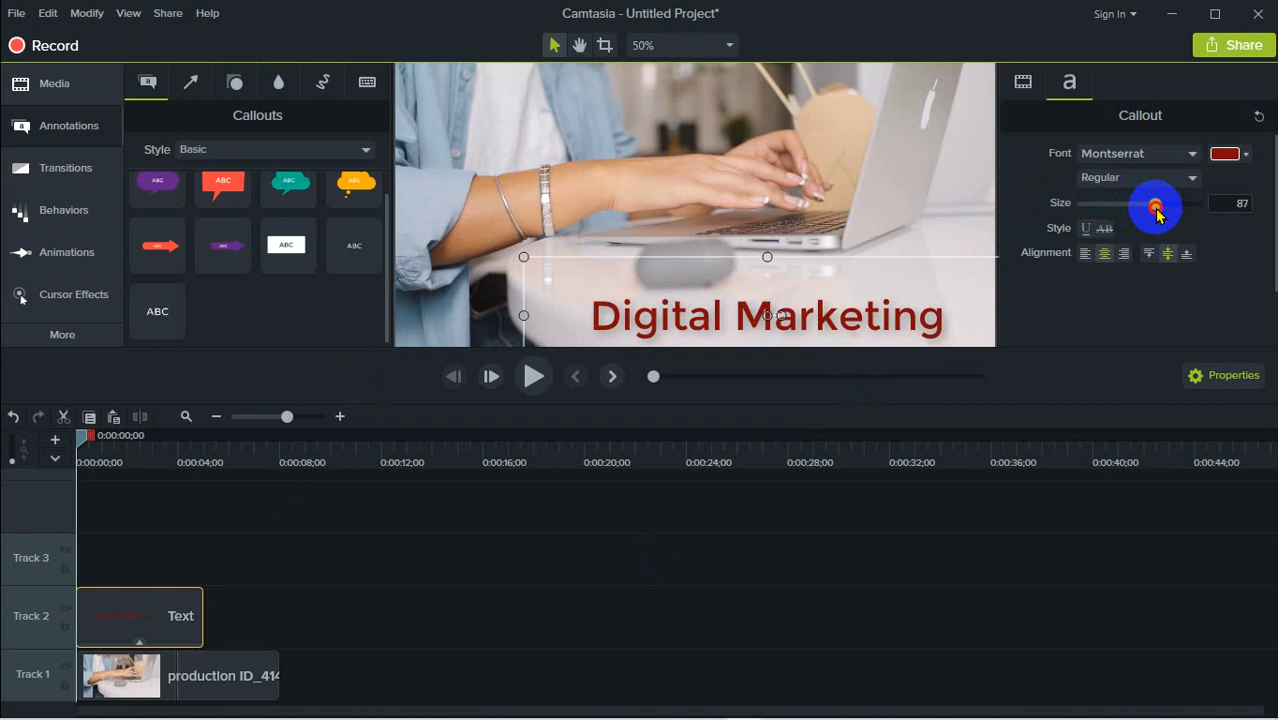 File Edit Modify View Share Help
Camtasia - Untitled Project*
Sign In
Record
50%
Share
Media
Annotations
Transitions
Behaviors
Animations
Cursor Effects
More
Callouts
Style Basic
ABC ABC ABC ABC
ABC ABC
ABC
Digital Marketing
Callout
Font Montserrat
Regular
Size 87
Style U AB
Alignment
Properties
0:00:00;00
0:00:00;00 0:00:04;00 0:00:08;00 0:00:12;00 0:00:16;00 0:00:20;00 0:00:24;00 0:00:28;00 0:00:32;00 0:00:36;00 0:00:40;00 0:00:44;00
Track 3
Track 2 Text
Track 1 production ID_414